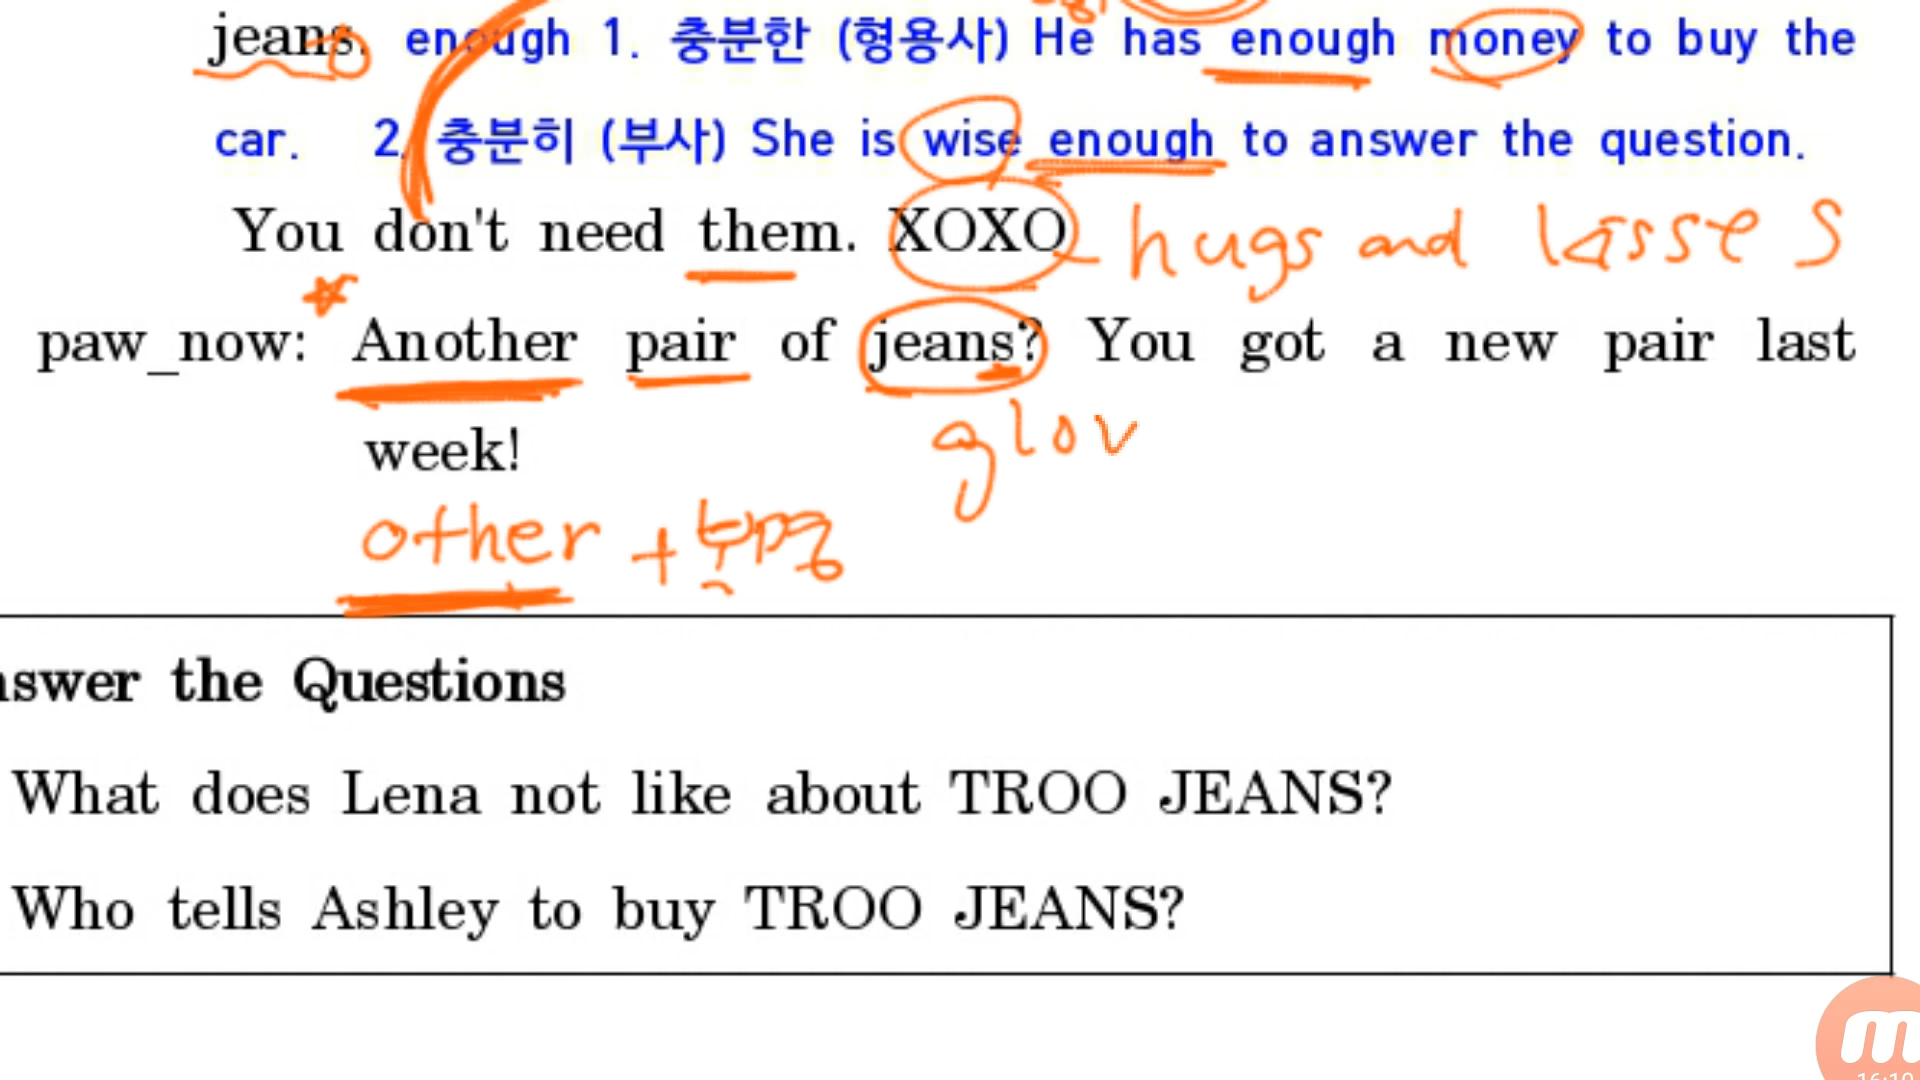 jeans. enough 1. 충분한 (형용사) He has enough money to buy the
car. 2. 충분히 (부사) She is wise enough to answer the question.
You don't need them. XOXO hugs and kisses
paw_now: Another pair of jeans? You got a new pair last
glov
week!
other +
nswer the Questions
What does Lena not like about TROO JEANS?
Who tells Ashley to buy TROO JEANS?